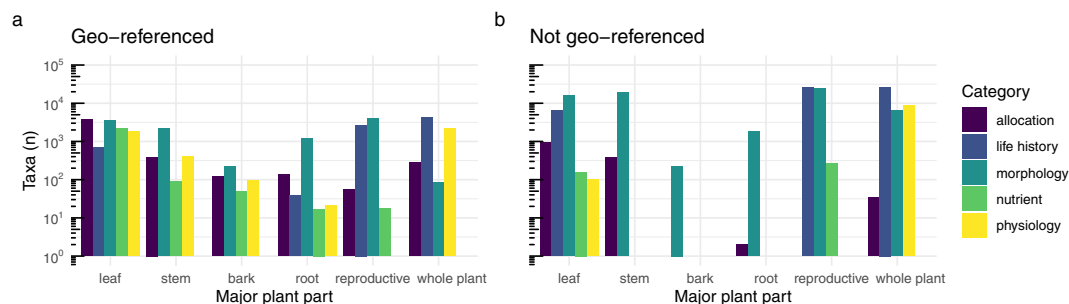 a
Geo−referenced
Taxa (n)
10⁵
10⁴
10³
10²
10¹
10⁰
leaf stem bark root reproductive whole plant
Major plant part
b
Not geo−referenced
leaf stem bark root reproductive whole plant
Major plant part
Category
allocation
life history
morphology
nutrient
physiology